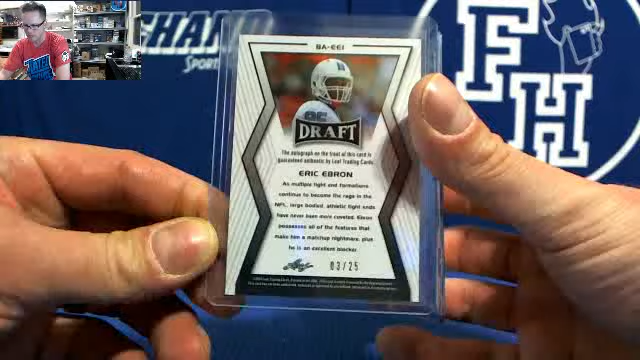 BA-EE1
DRAFT
The autograph on the front of this card is
guaranteed authentic by Leaf Trading Cards.
ERIC EBRON
As multiple tight end formations
continue to become the rage in the
NFL, large bodied, athletic tight ends
have never been more coveted. Ebron
possesses all of the features that
make him a matchup nightmare, plus
he is an excellent blocker.
Leaf
03/25
FH